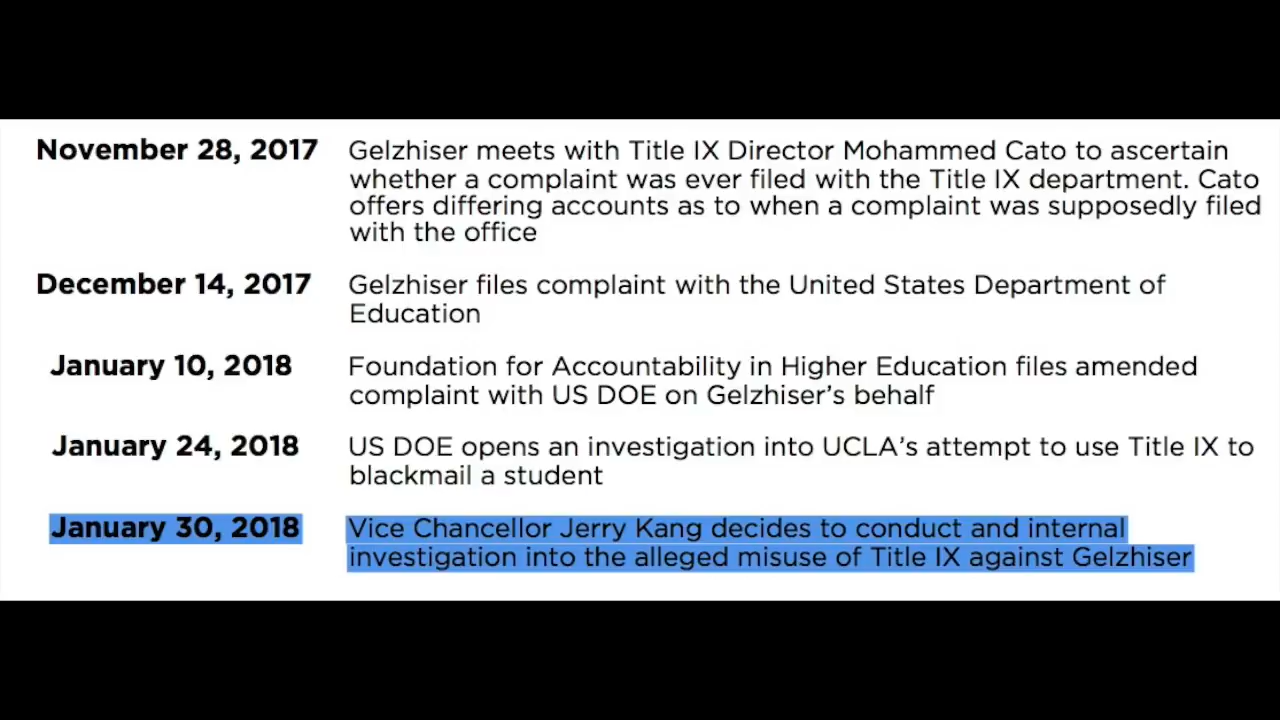 November 28, 2017 Gelzhiser meets with Title IX Director Mohammed Cato to ascertain
whether a complaint was ever filed with the Title IX department. Cato
offers differing accounts as to when a complaint was supposedly filed
with the office
December 14, 2017 Gelzhiser files complaint with the United States Department of
Education
January 10, 2018 Foundation for Accountability in Higher Education files amended
complaint with US DOE on Gelzhiser’s behalf
January 24, 2018 US DOE opens an investigation into UCLA’s attempt to use Title IX to
blackmail a student
January 30, 2018 Vice Chancellor Jerry Kang decides to conduct and internal
investigation into the alleged misuse of Title IX against Gelzhiser